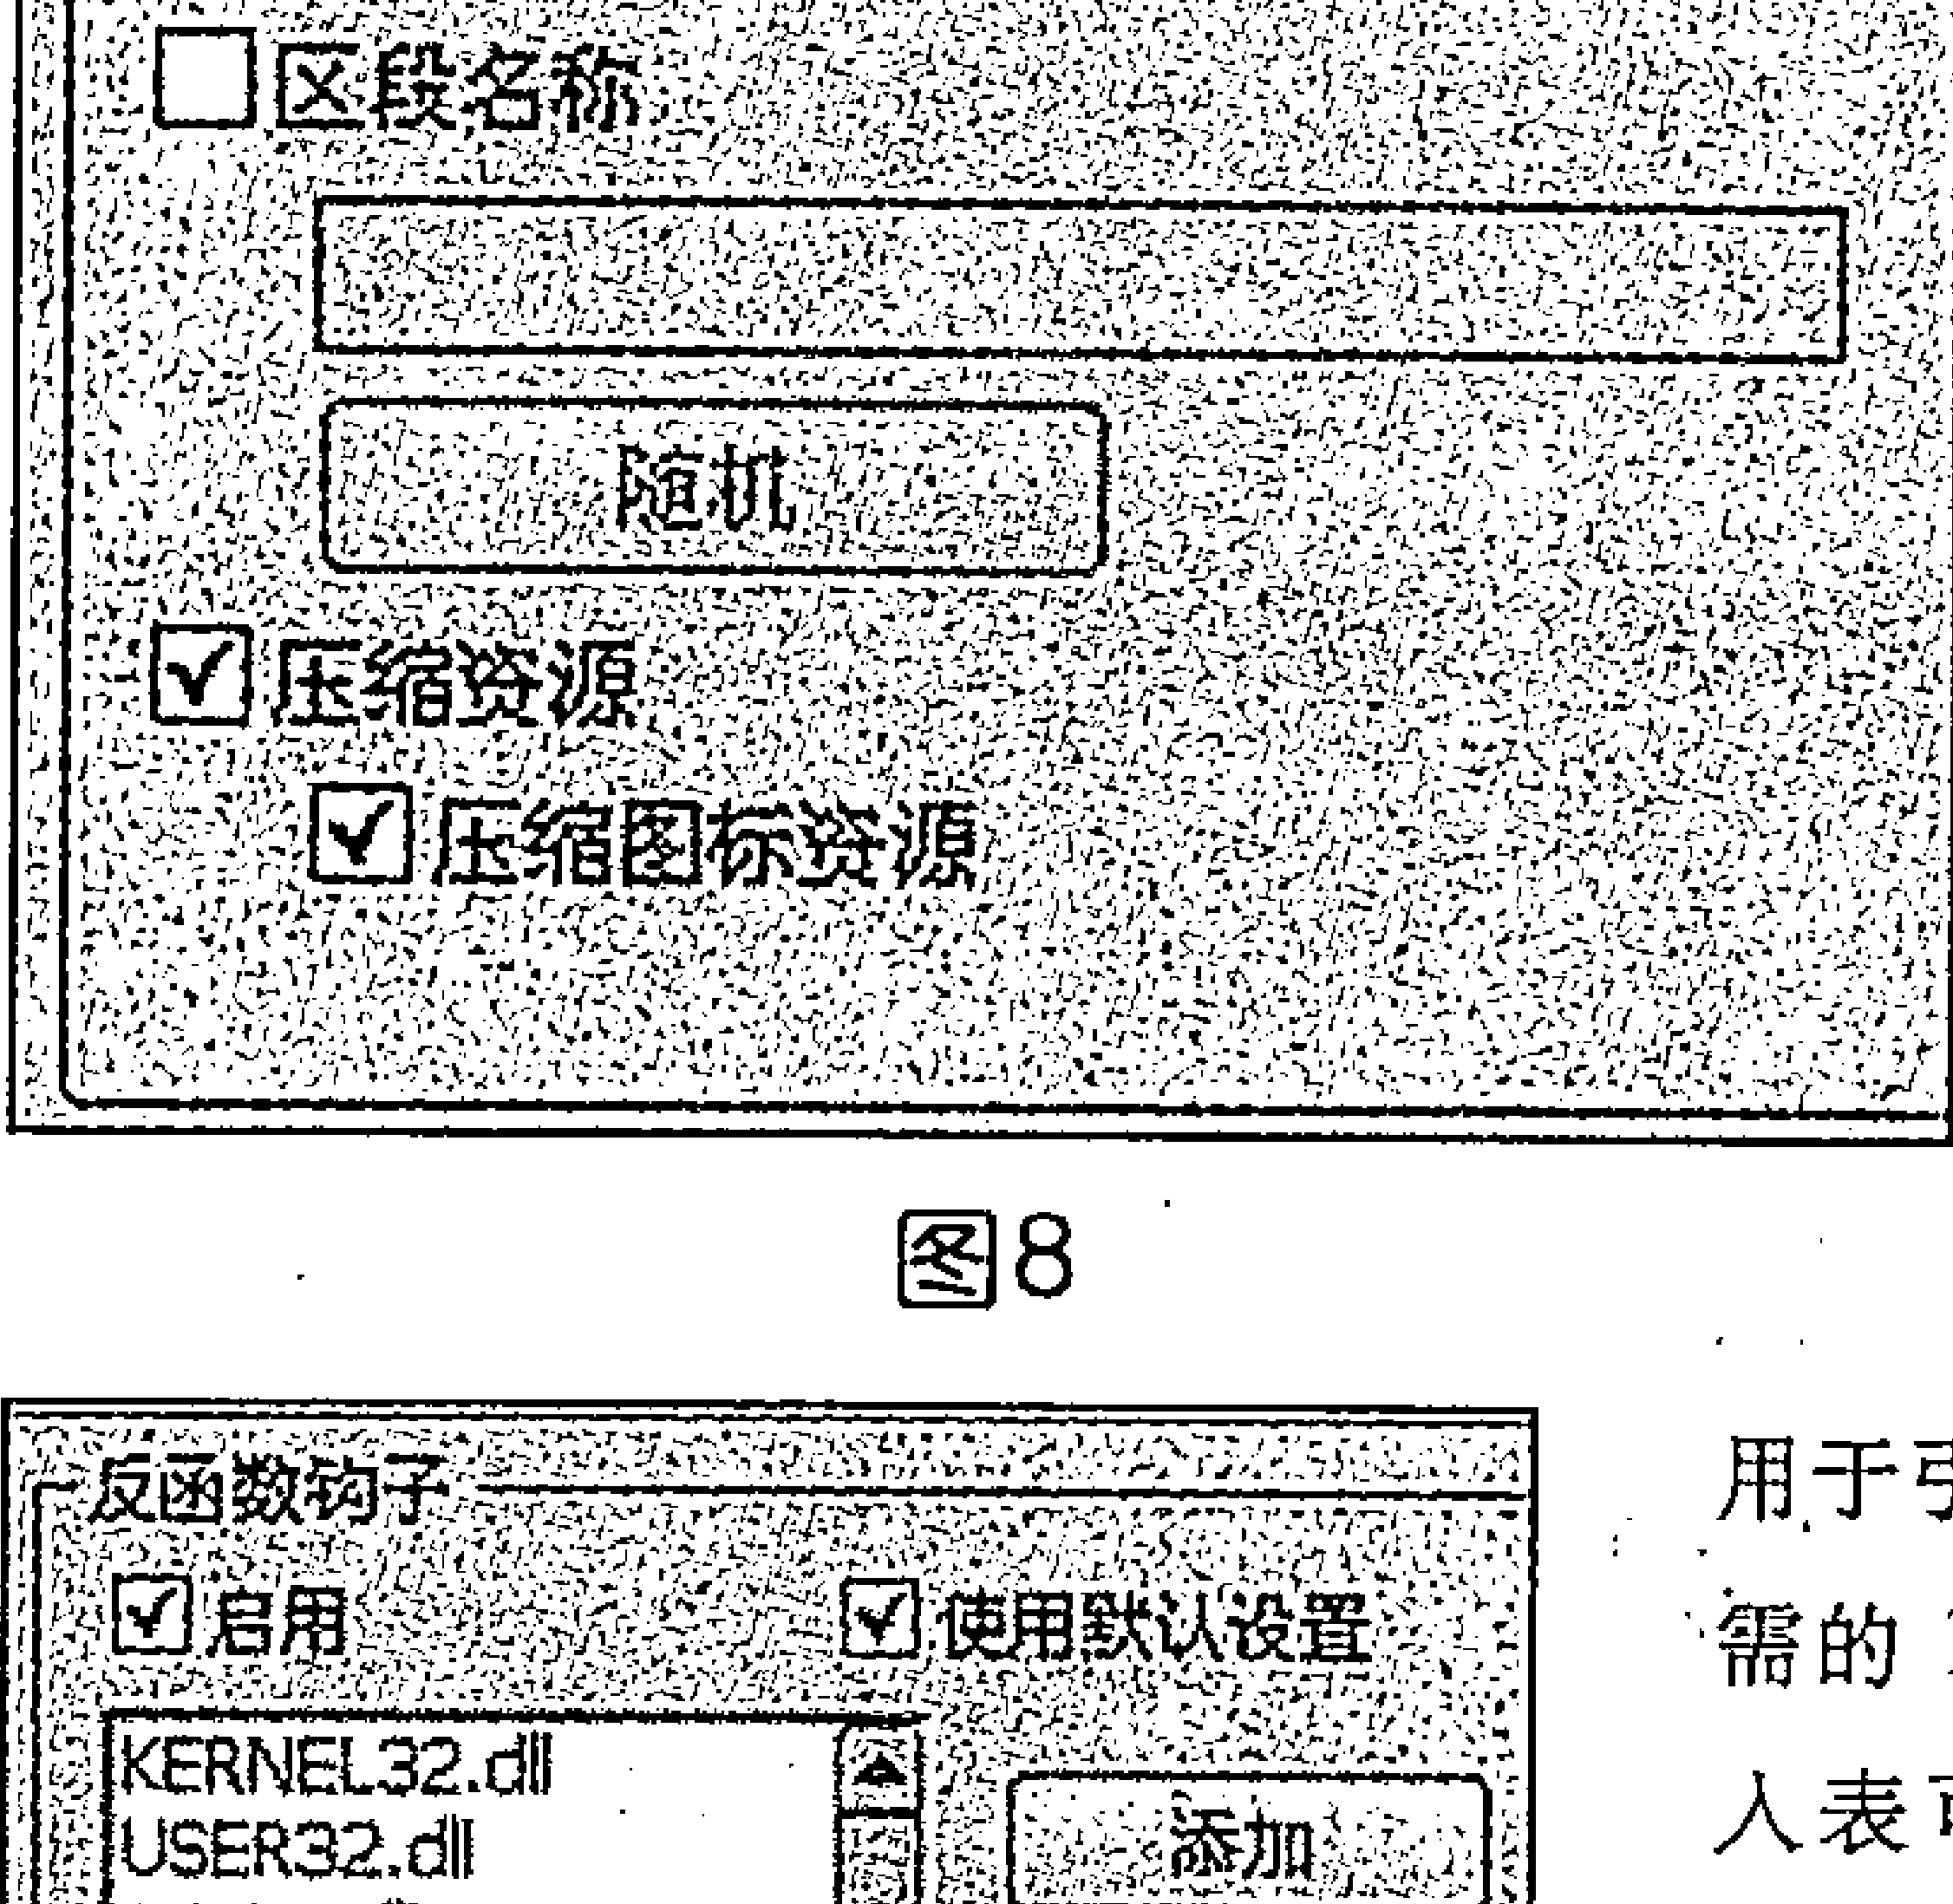 区段名称
随机
压缩资源
压缩图标资源
图8
反函数钩子
启用 使用默认设置
KERNEL32.dll
USER32.dll
添加
用于
需的
入表